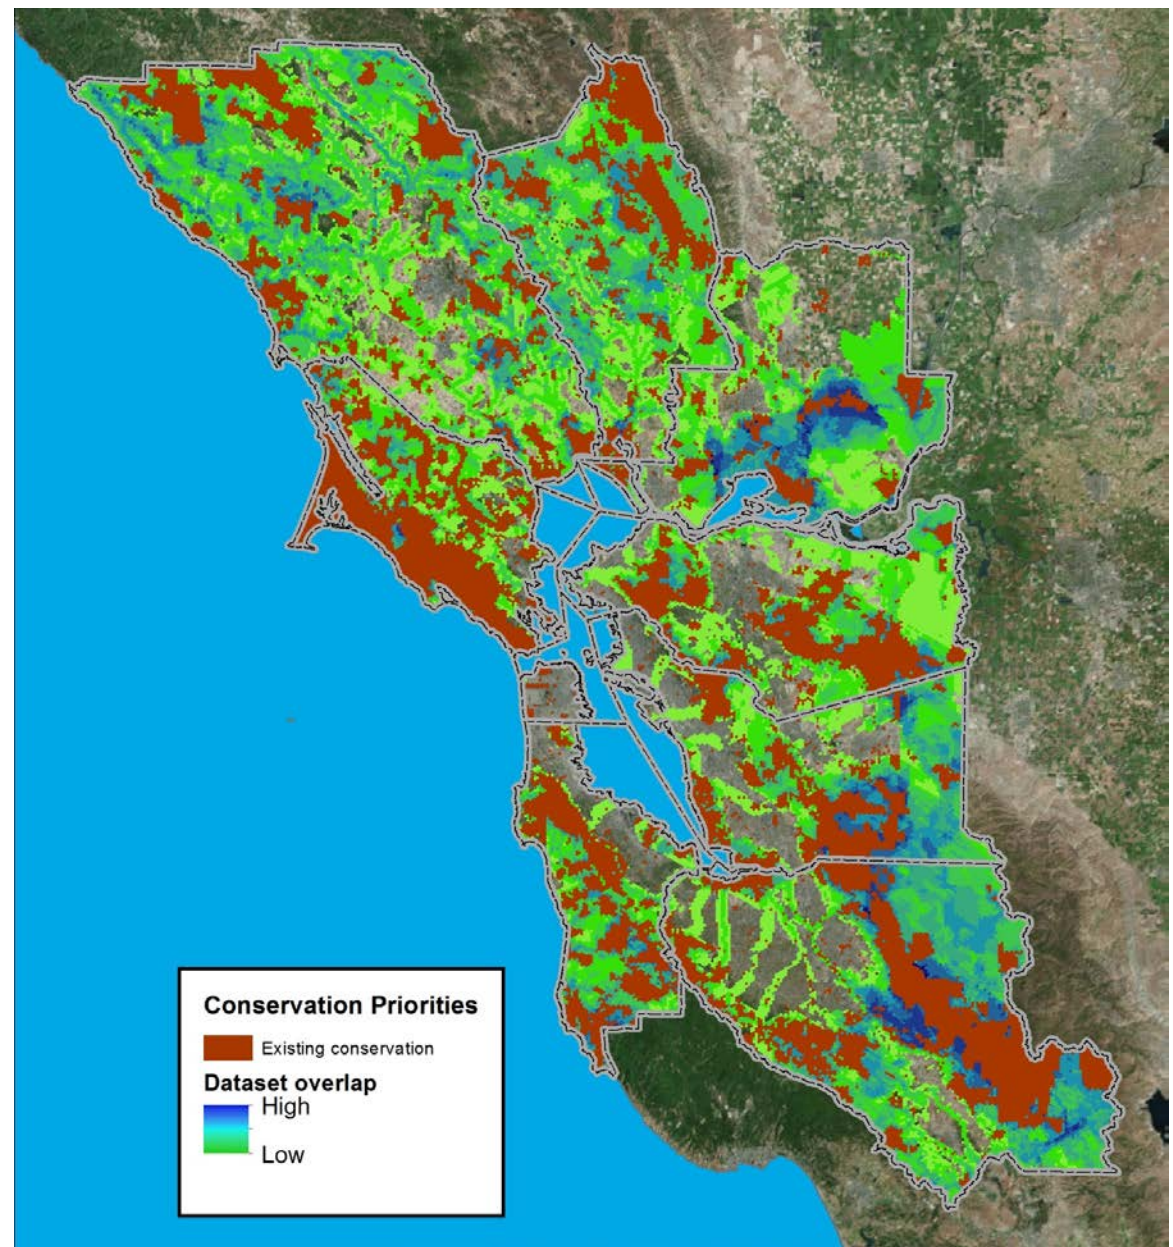 Conservation Priorities
Existing conservation
Dataset overlap
High
Low